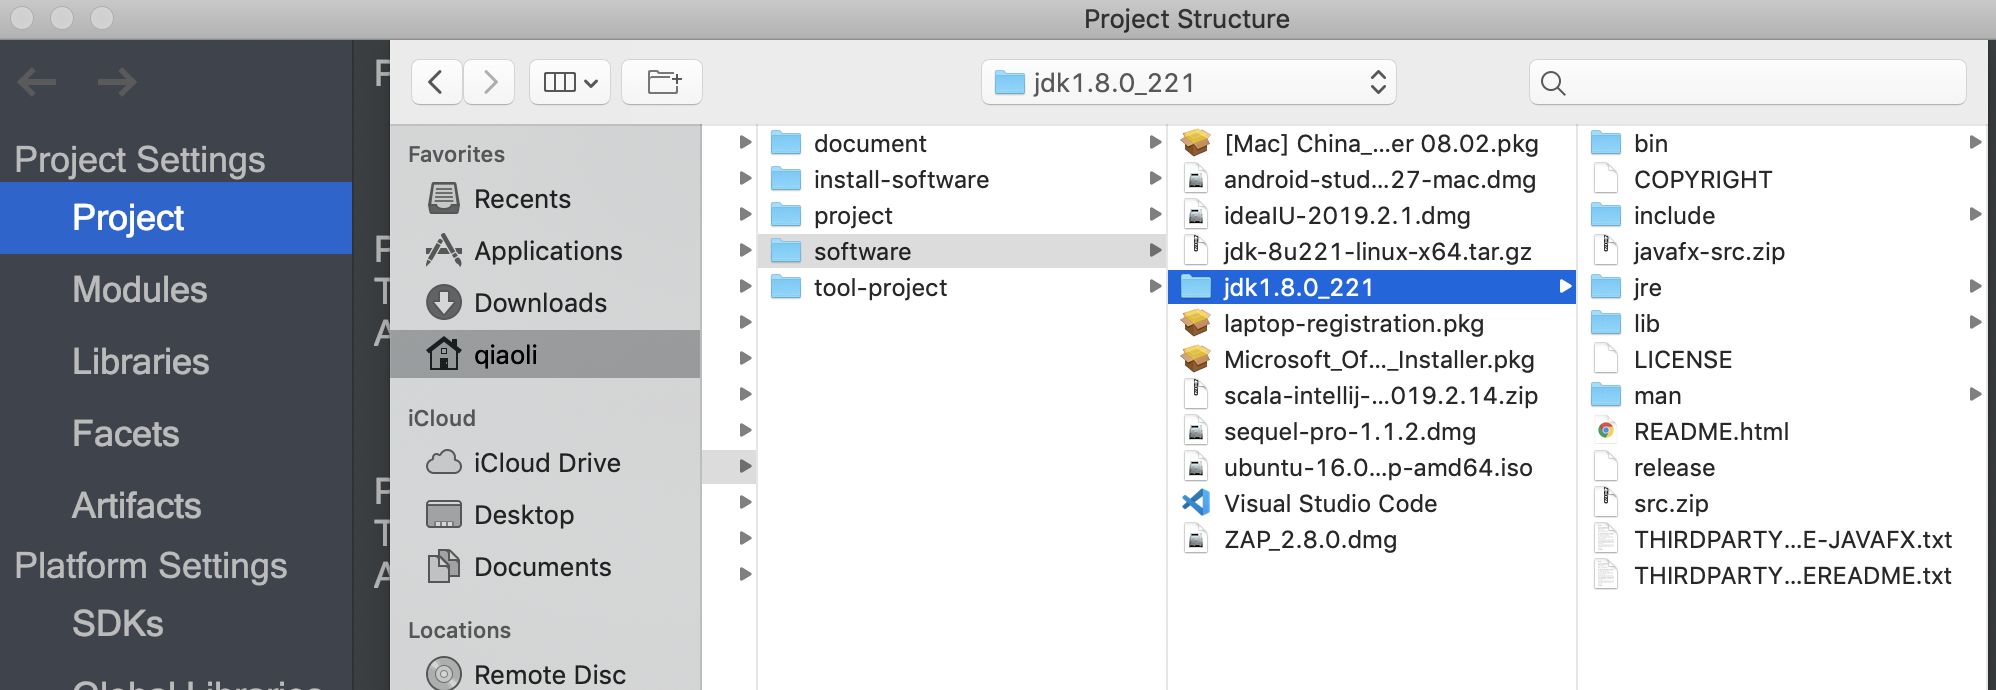 Project Structure
jdk1.8.0_221
Project Settings
Project
Modules
Libraries
Facets
Artifacts
Platform Settings
SDKs
Global Libraries
Favorites
Recents
Applications
Downloads
qiaoli
iCloud
iCloud Drive
Desktop
Documents
Locations
Remote Disc
document
install-software
project
software
tool-project
[Mac] China_...er 08.02.pkg
android-stud...27-mac.dmg
ideaIU-2019.2.1.dmg
jdk-8u221-linux-x64.tar.gz
jdk1.8.0_221
laptop-registration.pkg
Microsoft_Of..._Installer.pkg
scala-intellij-...019.2.14.zip
sequel-pro-1.1.2.dmg
ubuntu-16.0...p-amd64.iso
Visual Studio Code
ZAP_2.8.0.dmg
bin
COPYRIGHT
include
javafx-src.zip
jre
lib
LICENSE
man
README.html
release
src.zip
THIRDPARTY...E-JAVAFX.txt
THIRDPARTY...EREADME.txt